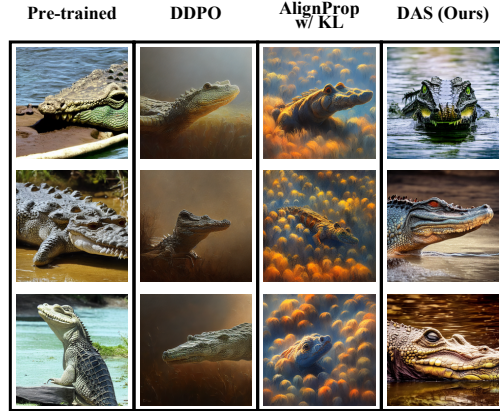 Pre-trained
DDPO
AlignProp
w/ KL
DAS (Ours)